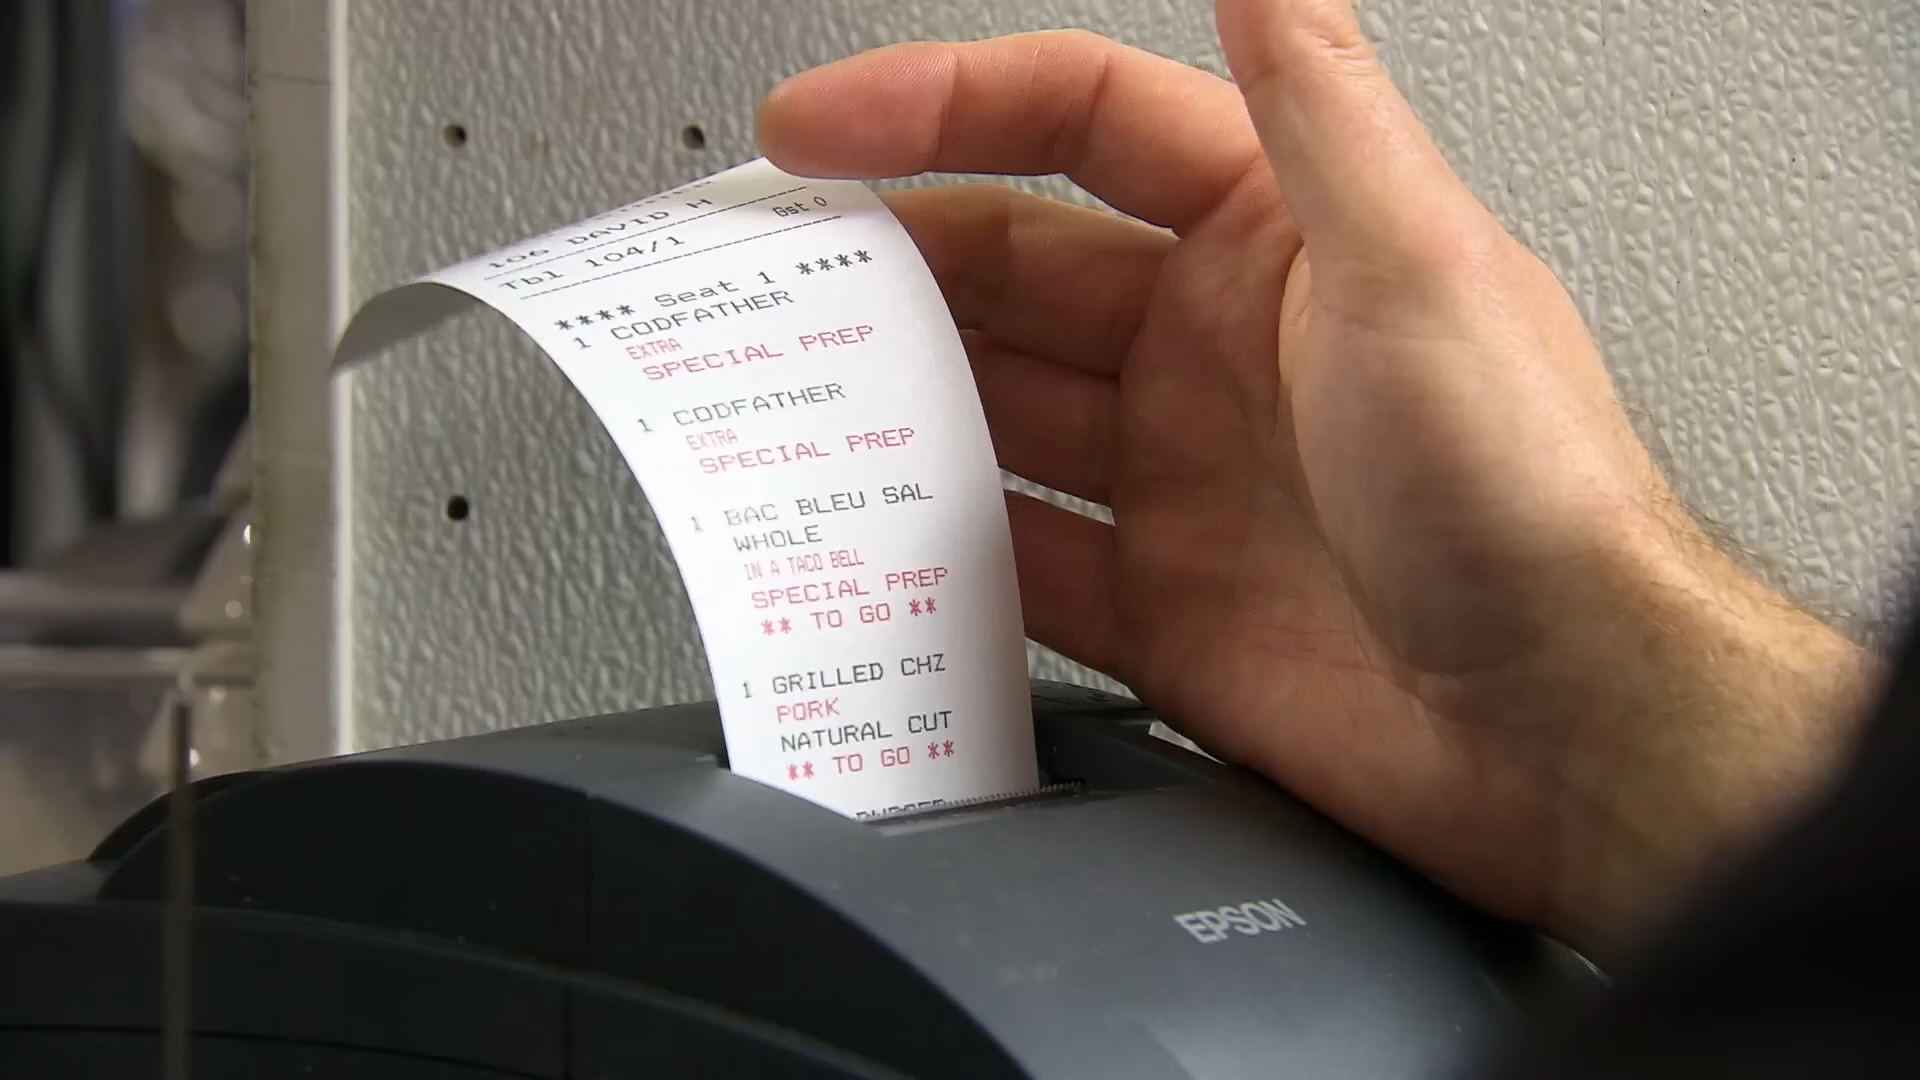 106 DAVID H
Tbl 104/1 Gst 0
**** Seat 1 ****
1 CODFATHER
EXTRA
SPECIAL PREP
1 CODFATHER
EXTRA
SPECIAL PREP
1 BAC BLEU SAL
WHOLE
IN A TACO BELL
SPECIAL PREP
** TO GO **
1 GRILLED CHZ
PORK
NATURAL CUT
** TO GO **
EPSON